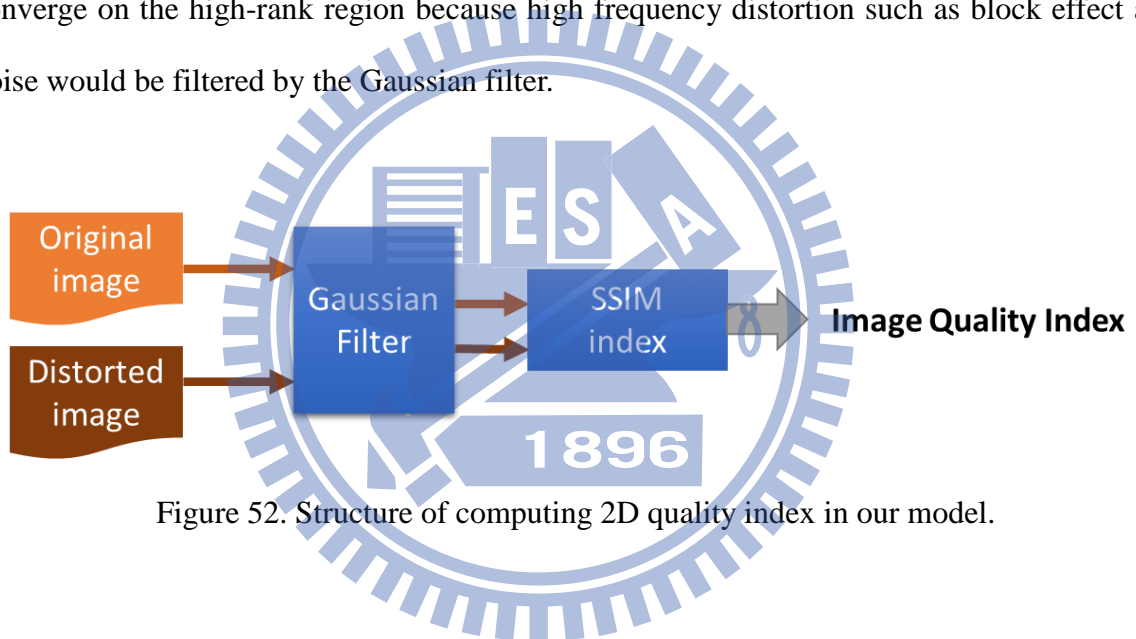 onverge on the high-rank region because high frequency distortion such as block effect a
oise would be filtered by the Gaussian filter.
E S A
Original
image
Gaussian
Filter
SSIM
index
8
Image Quality Index
Distorted
image
1896
Figure 52. Structure of computing 2D quality index in our model.